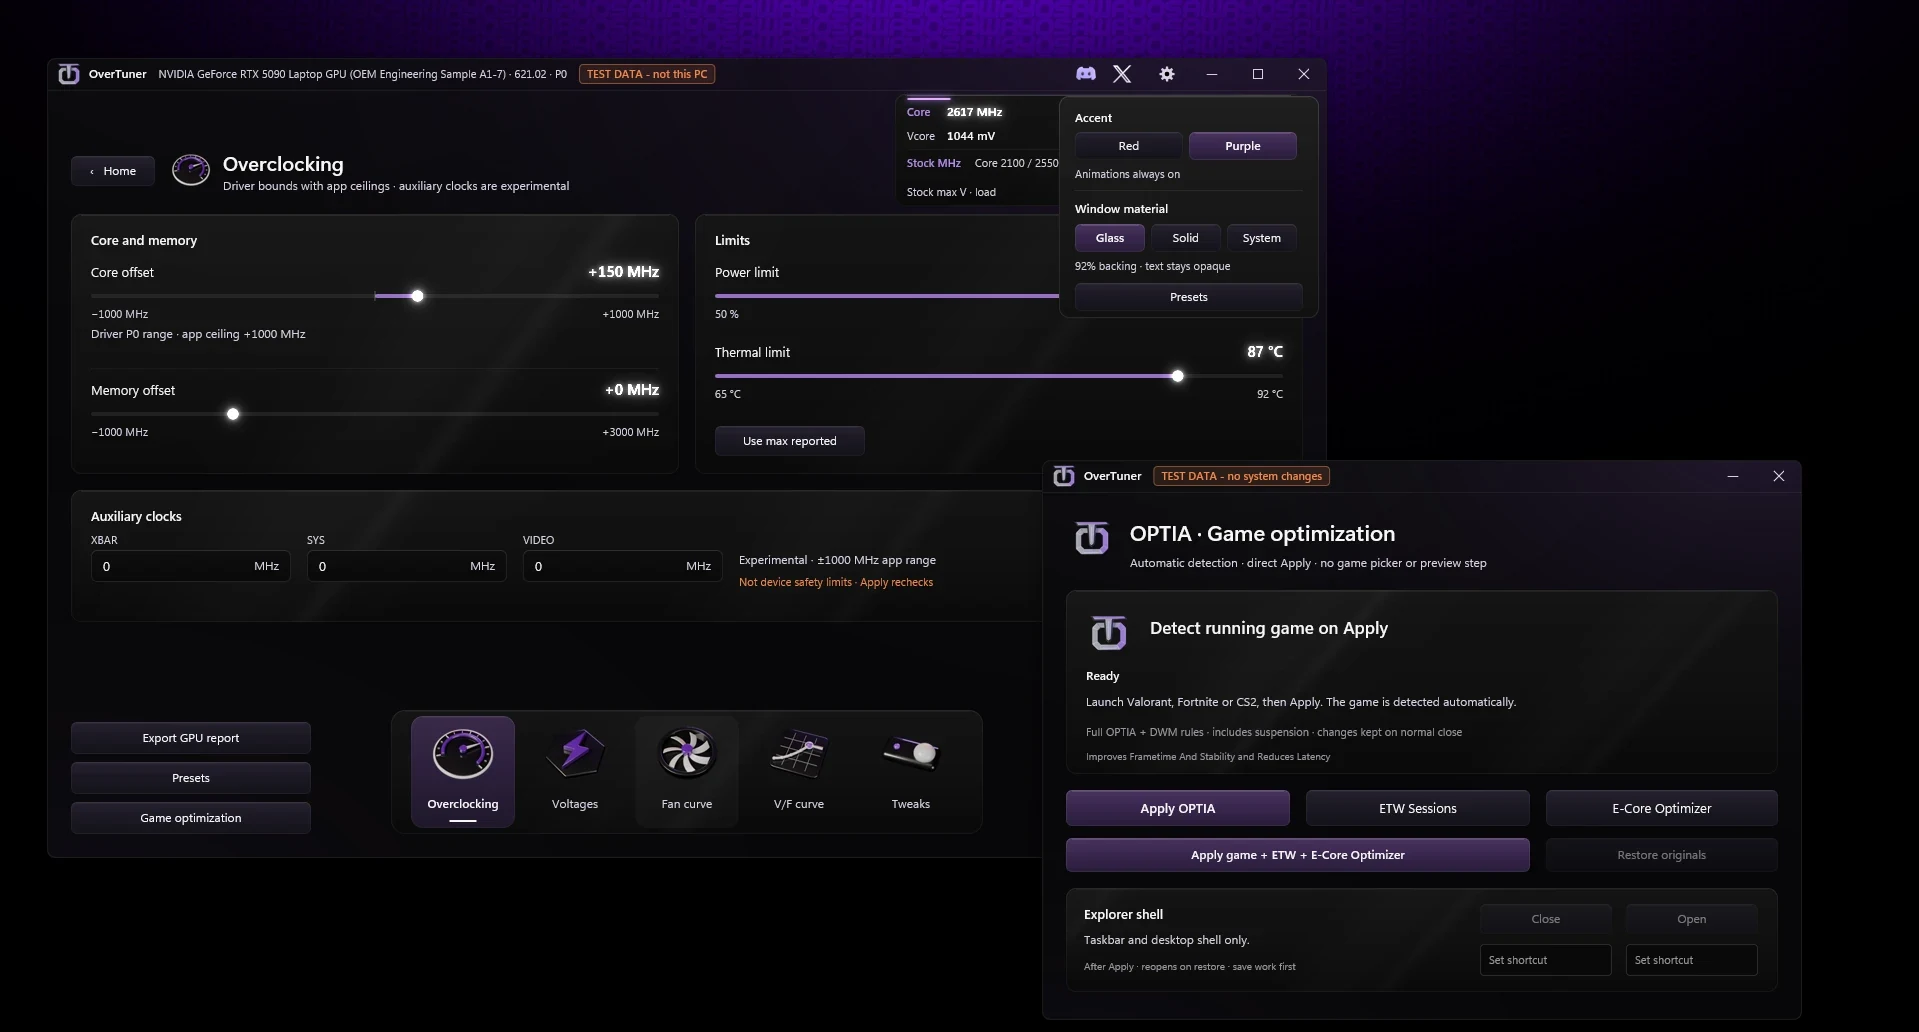 OverTuner NVIDIA GeForce RTX 5090 Laptop GPU (OEM Engineering Sample A1-7) · 621.02 · P0 TEST DATA - not this PC
Core 2617 MHz
Vcore 1044 mV
Stock MHz Core 2100 / 2550
Stock max V · load
Accent
Red Purple
Animations always on
Window material
Glass Solid System
92% backing · text stays opaque
Presets
‹ Home
Overclocking
Driver bounds with app ceilings · auxiliary clocks are experimental
Core and memory
Core offset +150 MHz
−1000 MHz +1000 MHz
Driver P0 range · app ceiling +1000 MHz
Memory offset +0 MHz
−1000 MHz +3000 MHz
Limits
Power limit
50 %
Thermal limit 87 °C
65 °C 92 °C
Use max reported
Auxiliary clocks
XBAR SYS VIDEO
0 MHz 0 MHz 0 MHz
Experimental · ±1000 MHz app range
Not device safety limits · Apply rechecks
Export GPU report
Presets
Game optimization
Overclocking Voltages Fan curve V/F curve Tweaks
OverTuner TEST DATA - no system changes
OPTIA · Game optimization
Automatic detection · direct Apply · no game picker or preview step
Detect running game on Apply
Ready
Launch Valorant, Fortnite or CS2, then Apply. The game is detected automatically.
Full OPTIA + DWM rules · includes suspension · changes kept on normal close
Improves Frametime And Stability and Reduces Latency
Apply OPTIA ETW Sessions E-Core Optimizer
Apply game + ETW + E-Core Optimizer Restore originals
Explorer shell
Close Open
Taskbar and desktop shell only.
Set shortcut Set shortcut
After Apply · reopens on restore · save work first